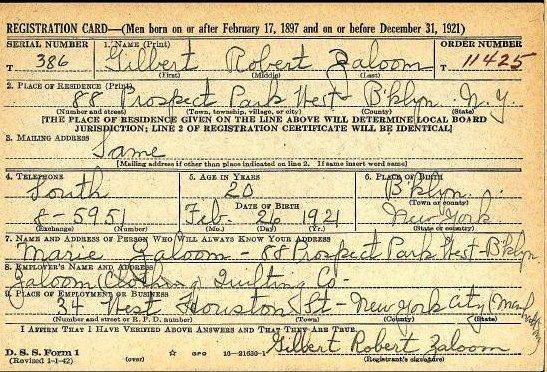 REGISTRATION CARD—(Men born on or after February 17, 1897 and on or before December 31, 1921)
SERIAL NUMBER 1. NAME (Print) ORDER NUMBER
T 386 Gilbert Robert Zaloom T 11425
(First) (Middle) (Last)
2. PLACE OF RESIDENCE (Print)
88 Prospect Park West B'klyn N.Y.
(Number and street) (Town, township, village, or city) (County) (State)
[THE PLACE OF RESIDENCE GIVEN ON THE LINE ABOVE WILL DETERMINE LOCAL BOARD
JURISDICTION; LINE 2 OF REGISTRATION CERTIFICATE WILL BE IDENTICAL]
3. MAILING ADDRESS
Same
[Mailing address if other than place indicated on line 2. If same insert word same]
4. TELEPHONE 5. AGE IN YEARS 6. PLACE OF BIRTH
South 20 B'klyn
DATE OF BIRTH (Town or county)
8-5951 Feb. 26 1921 New York
(Exchange) (Number) (Mo.) (Day) (Yr.) (State or country)
7. NAME AND ADDRESS OF PERSON WHO WILL ALWAYS KNOW YOUR ADDRESS
Marie Zaloom - 88 Prospect Park West - B'klyn
8. EMPLOYER'S NAME AND ADDRESS
Zaloom (Clothing) Quilting Co-
9. PLACE OF EMPLOYMENT OR BUSINESS
34 West Houston St - New York City (Manhattan)
(Number and street or R. F. D. number) (Town) (County) (State)
I AFFIRM THAT I HAVE VERIFIED ABOVE ANSWERS AND THAT THEY ARE TRUE.
D. S. S. Form 1 Gilbert Robert Zaloom
(Revised 1-1-42) (over) ☆ GPO 16-21630-1 (Registrant's signature)